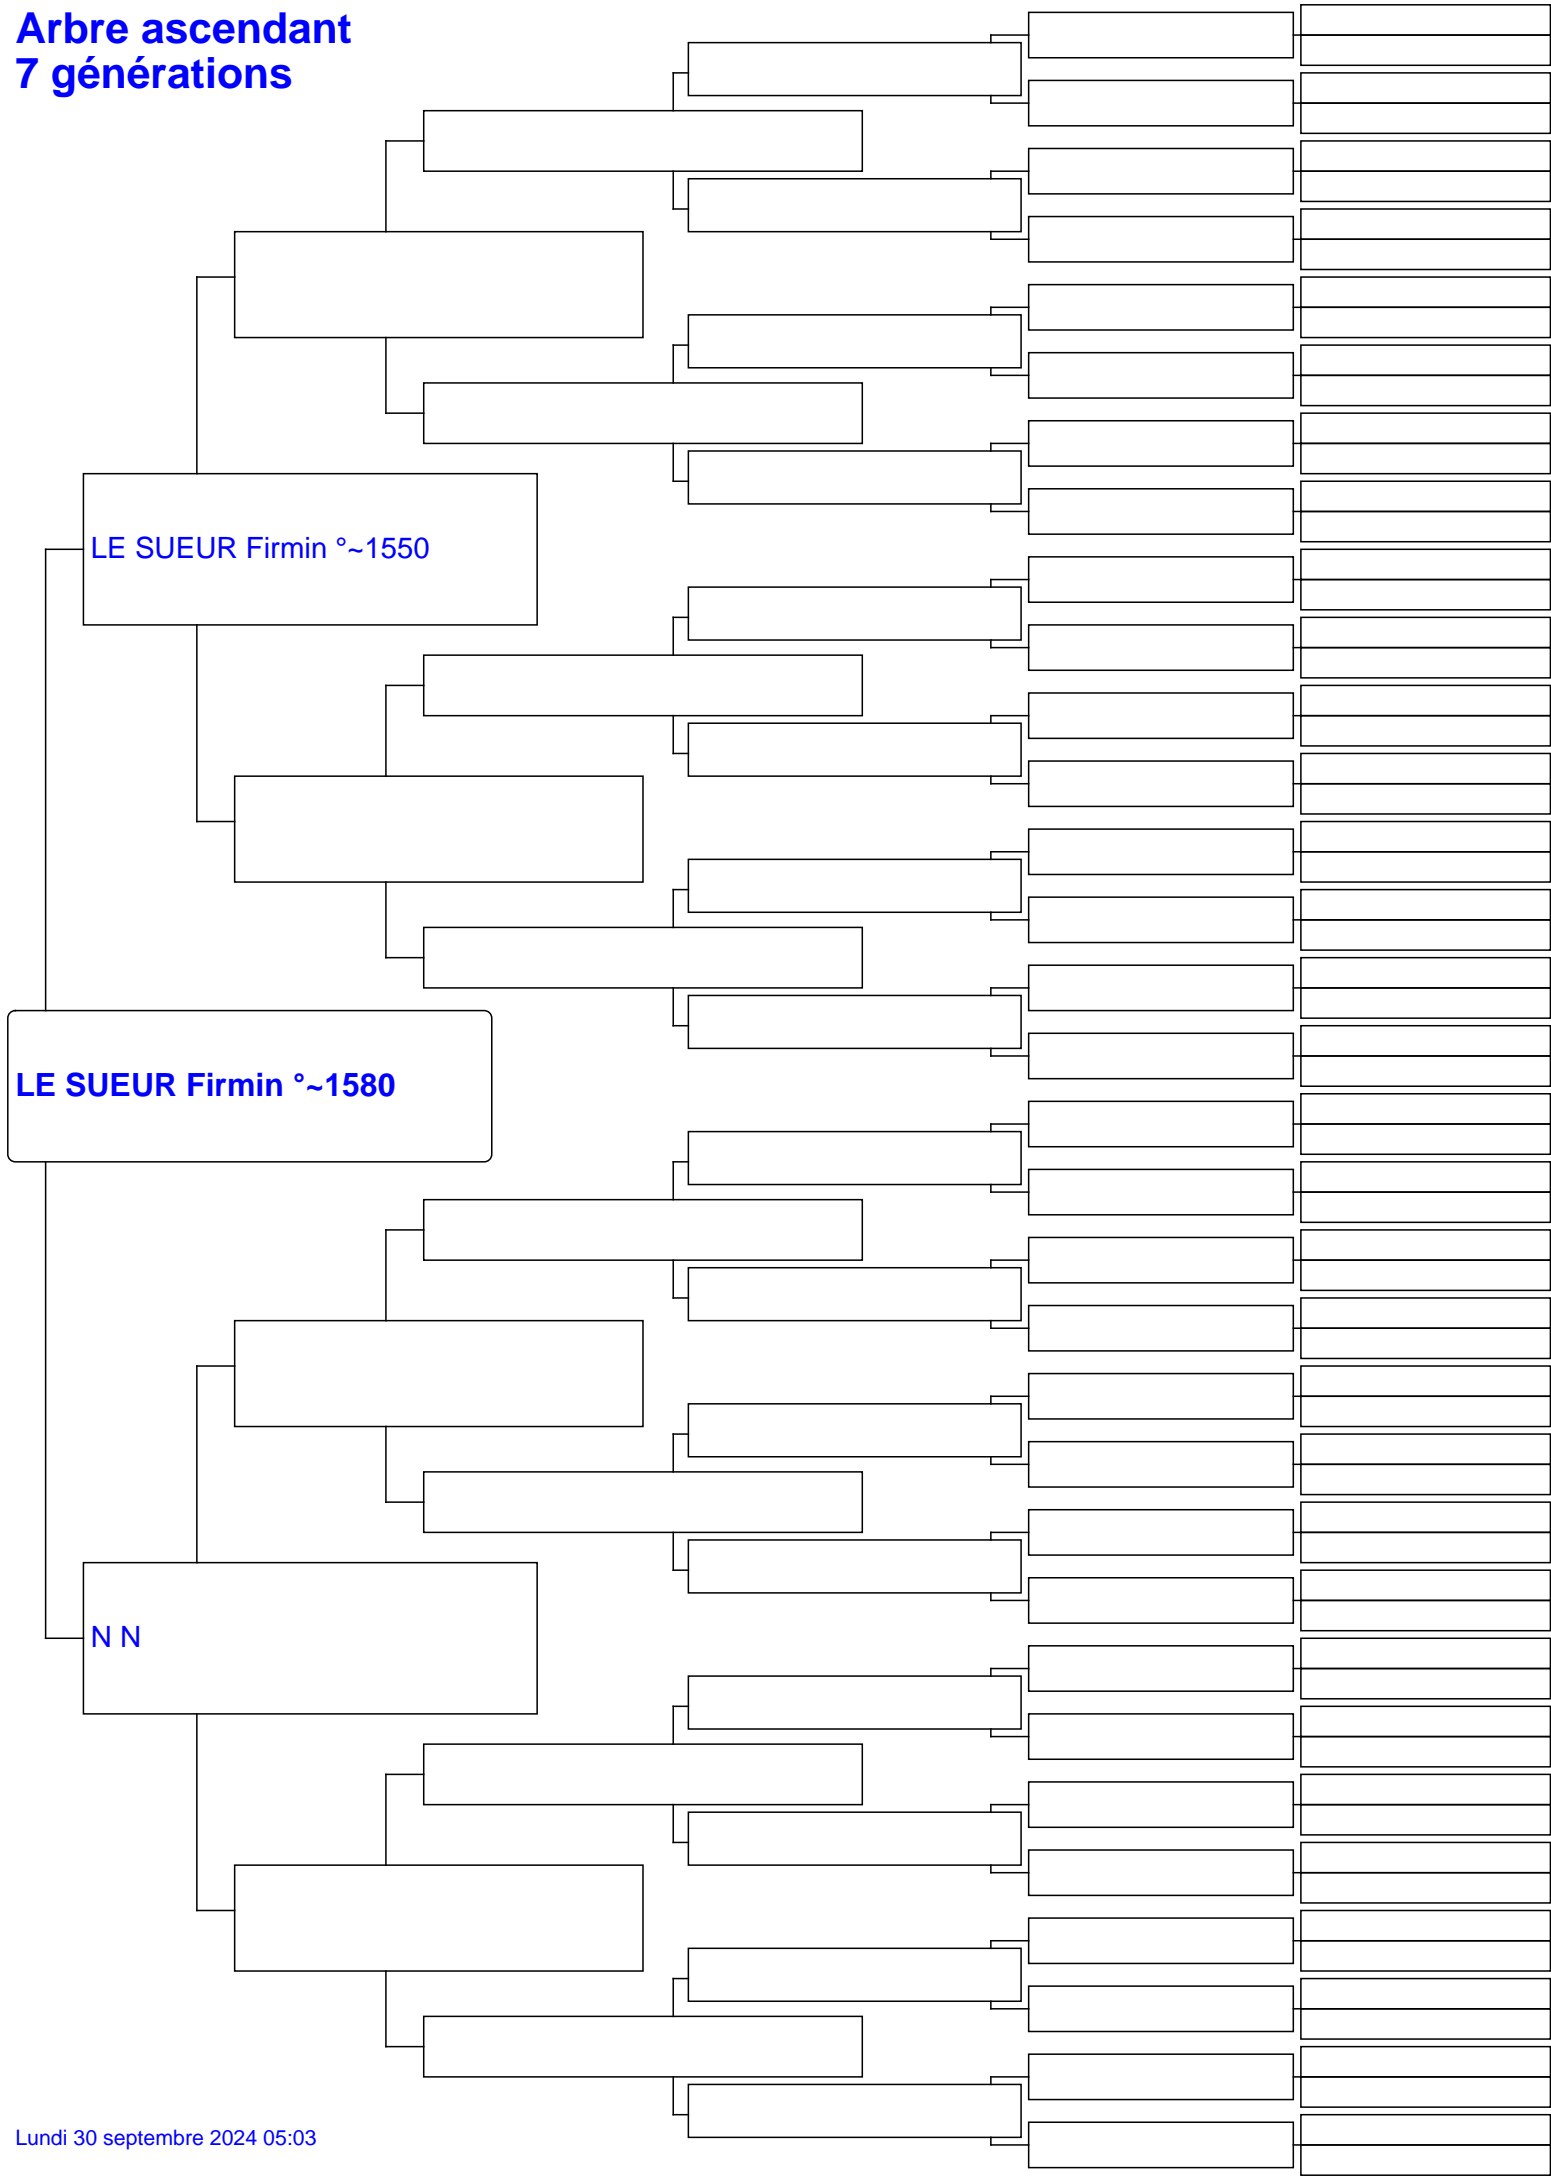 Arbre ascendant
7 générations
LE SUEUR Firmin °~1550
LE SUEUR Firmin °~1580
N N
Lundi 30 septembre 2024 05:03